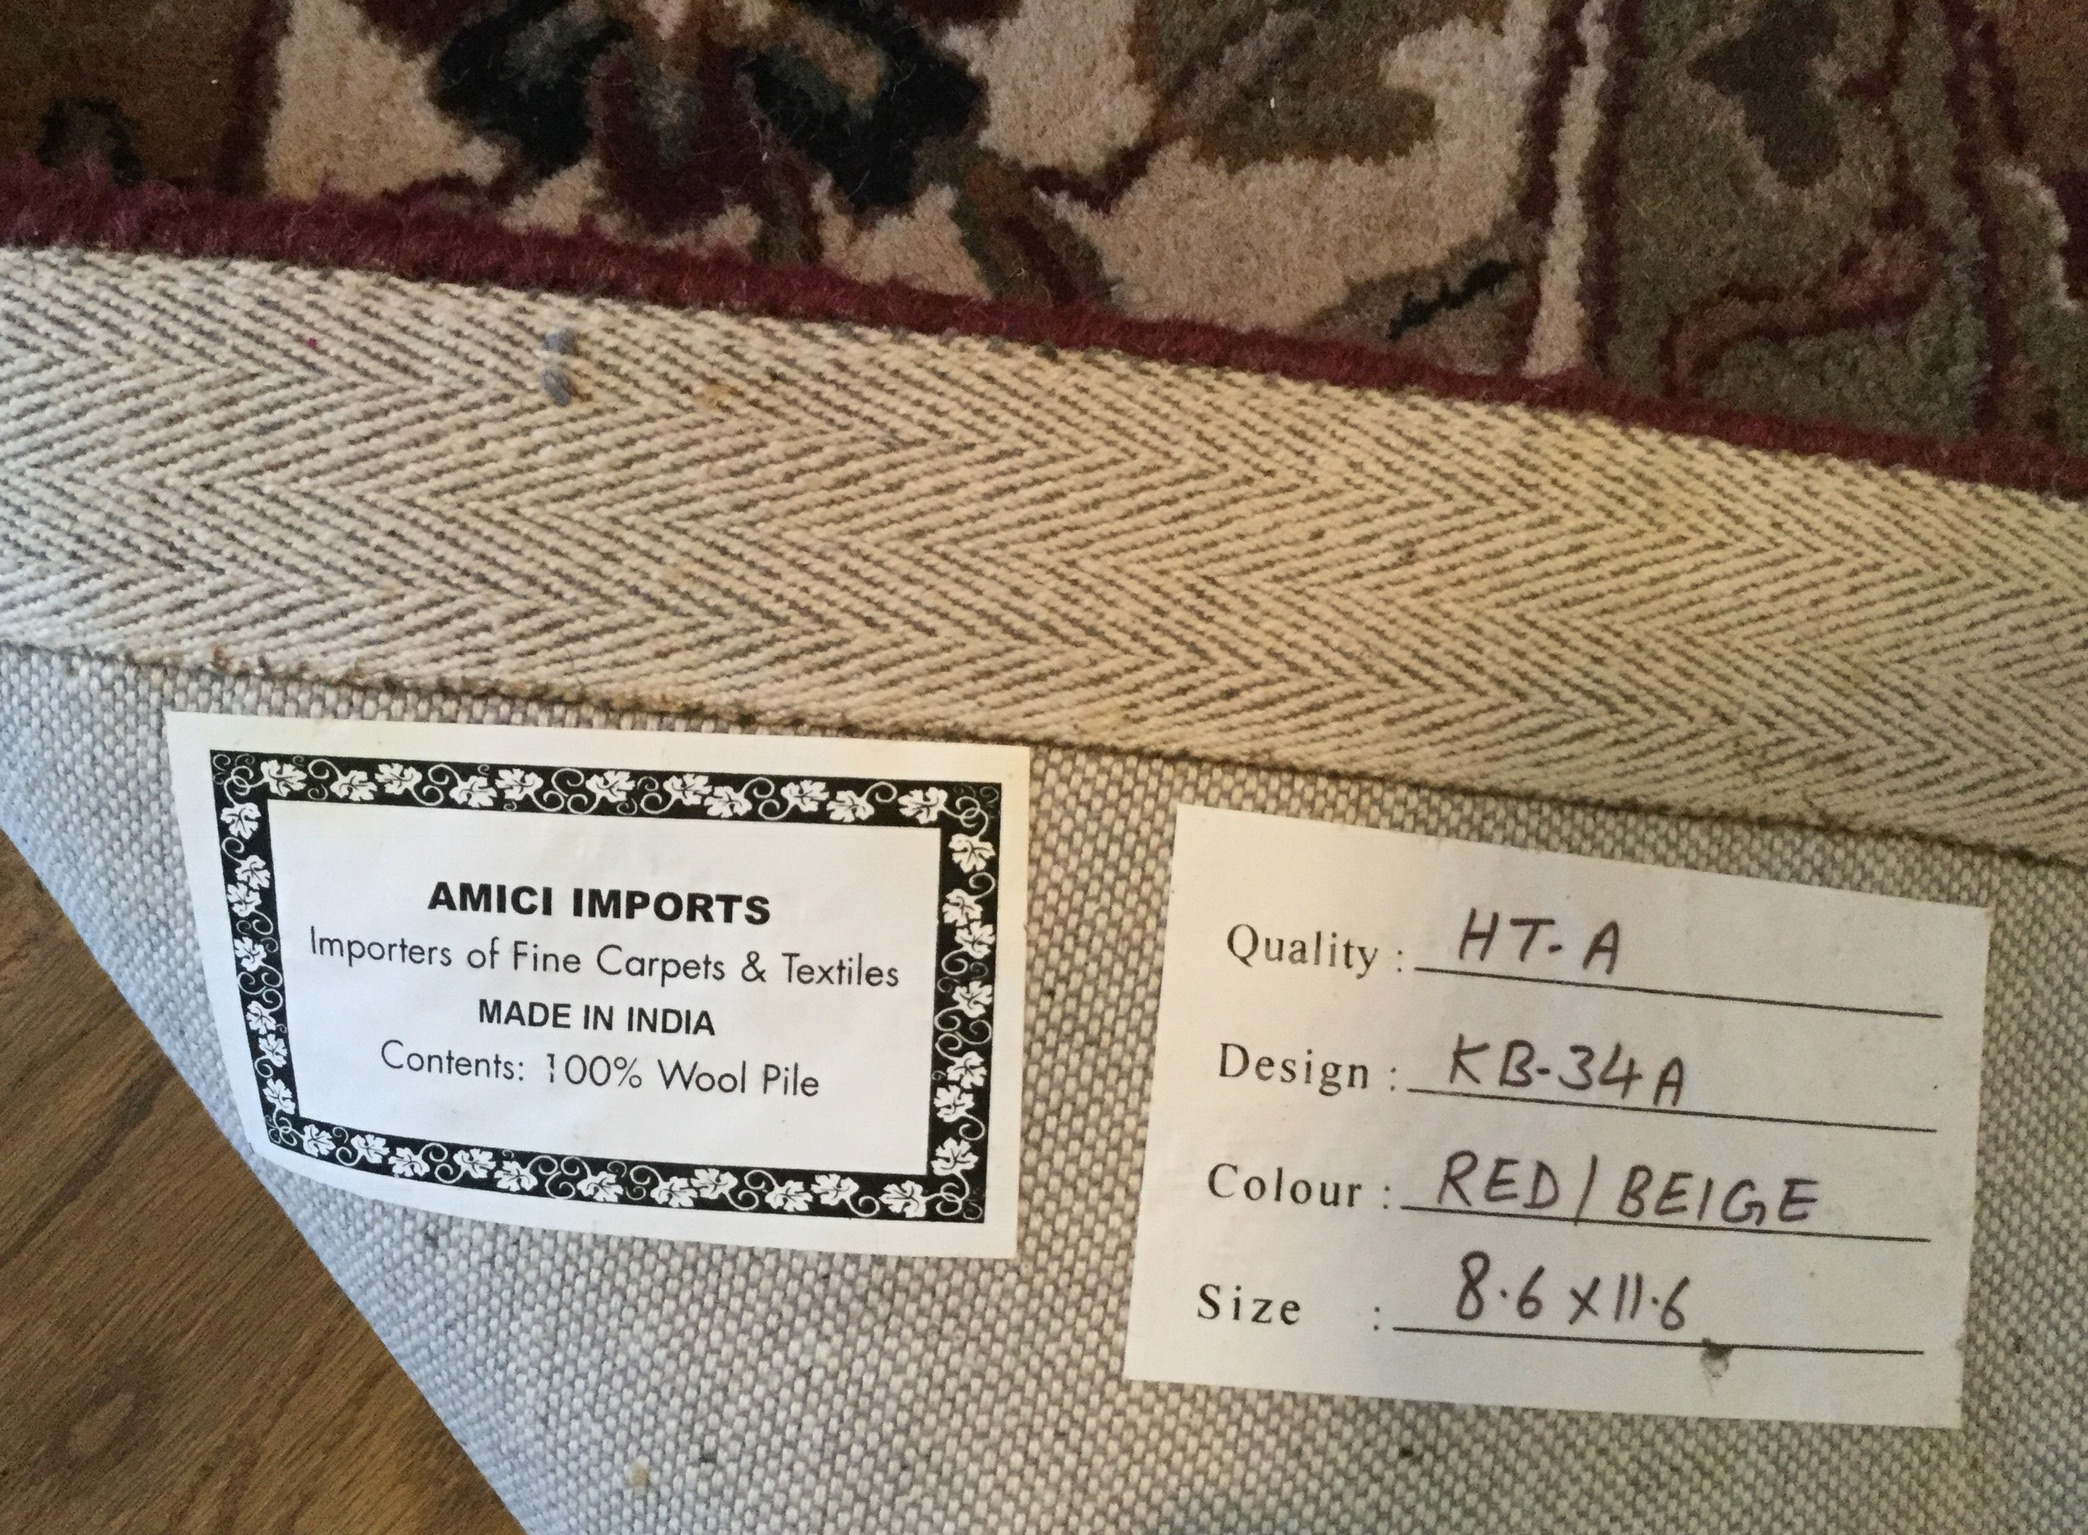 AMICI IMPORTS
Importers of Fine Carpets & Textiles
MADE IN INDIA
Contents: 100% Wool Pile
Quality : HT-A
Design : KB-34A
Colour : RED/BEIGE
Size : 8.6 x 11.6